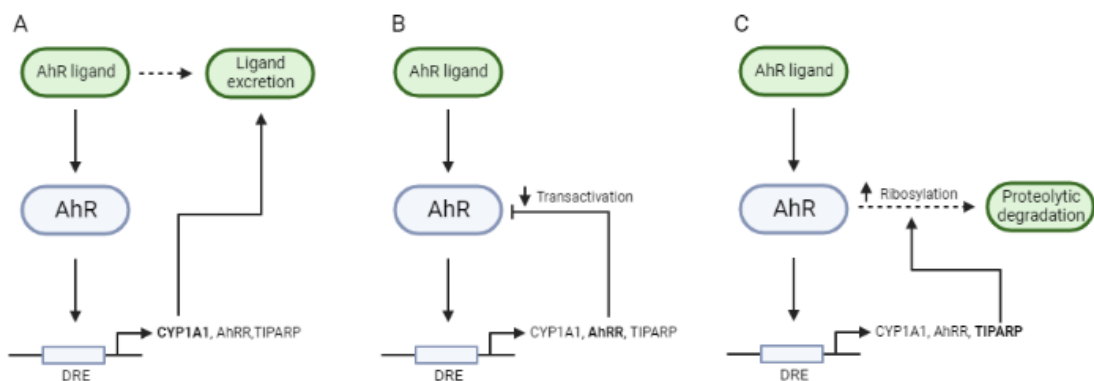 A
AhR ligand
Ligand
excretion
AhR
CYP1A1, AhRR,TIPARP
DRE
B
AhR ligand
AhR
Transactivation
CYP1A1, AhRR, TIPARP
DRE
C
AhR ligand
AhR
Ribosylation
Proteolytic
degradation
CYP1A1, AhRR, TIPARP
DRE